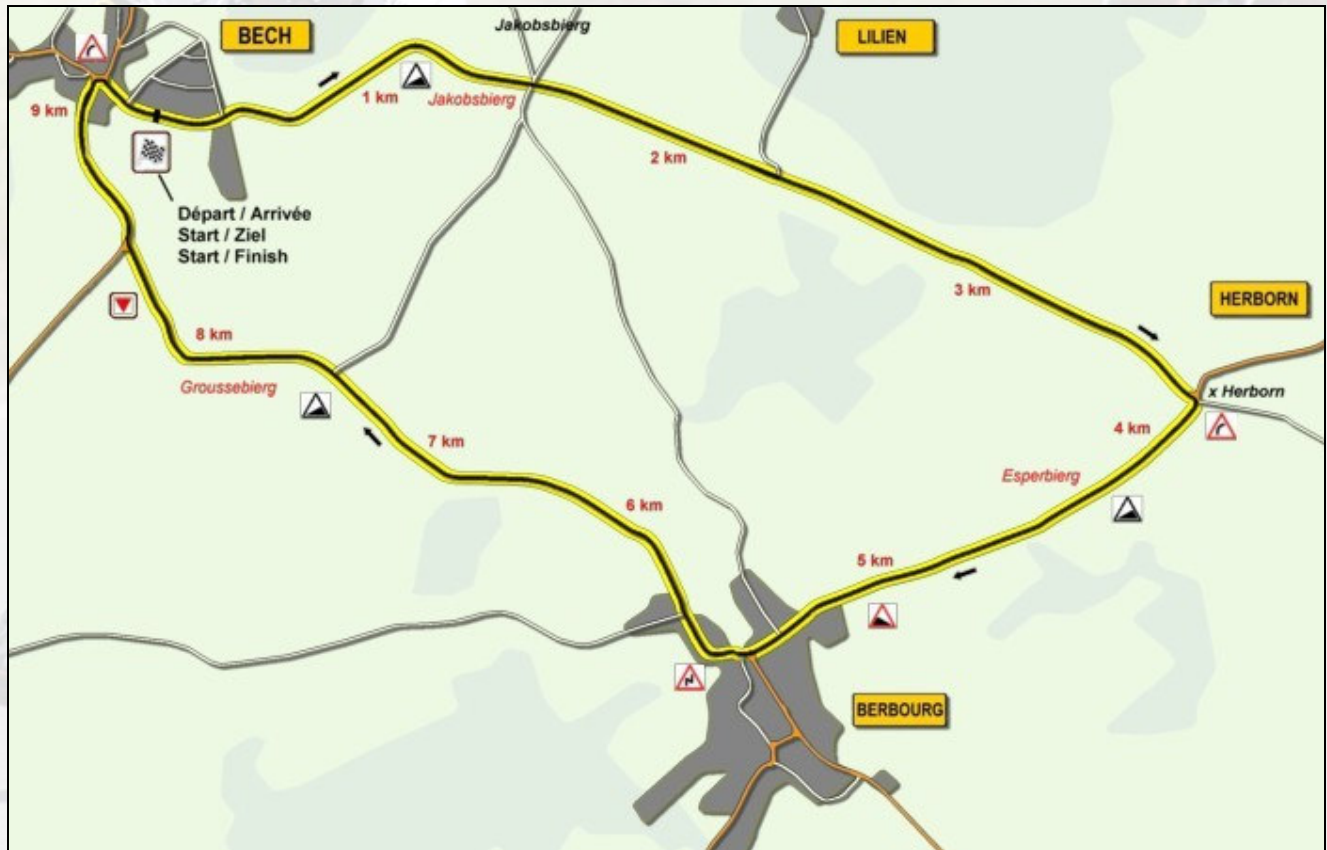 Jakobsbierg
BECH
LILIEN
9 km
1 km
Jakobsbierg
2 km
Départ / Arrivée
Start / Ziel
Start / Finish
3 km
HERBORN
8 km
Groussebierg
x Herborn
4 km
7 km
Esperbierg
6 km
5 km
BERBOURG